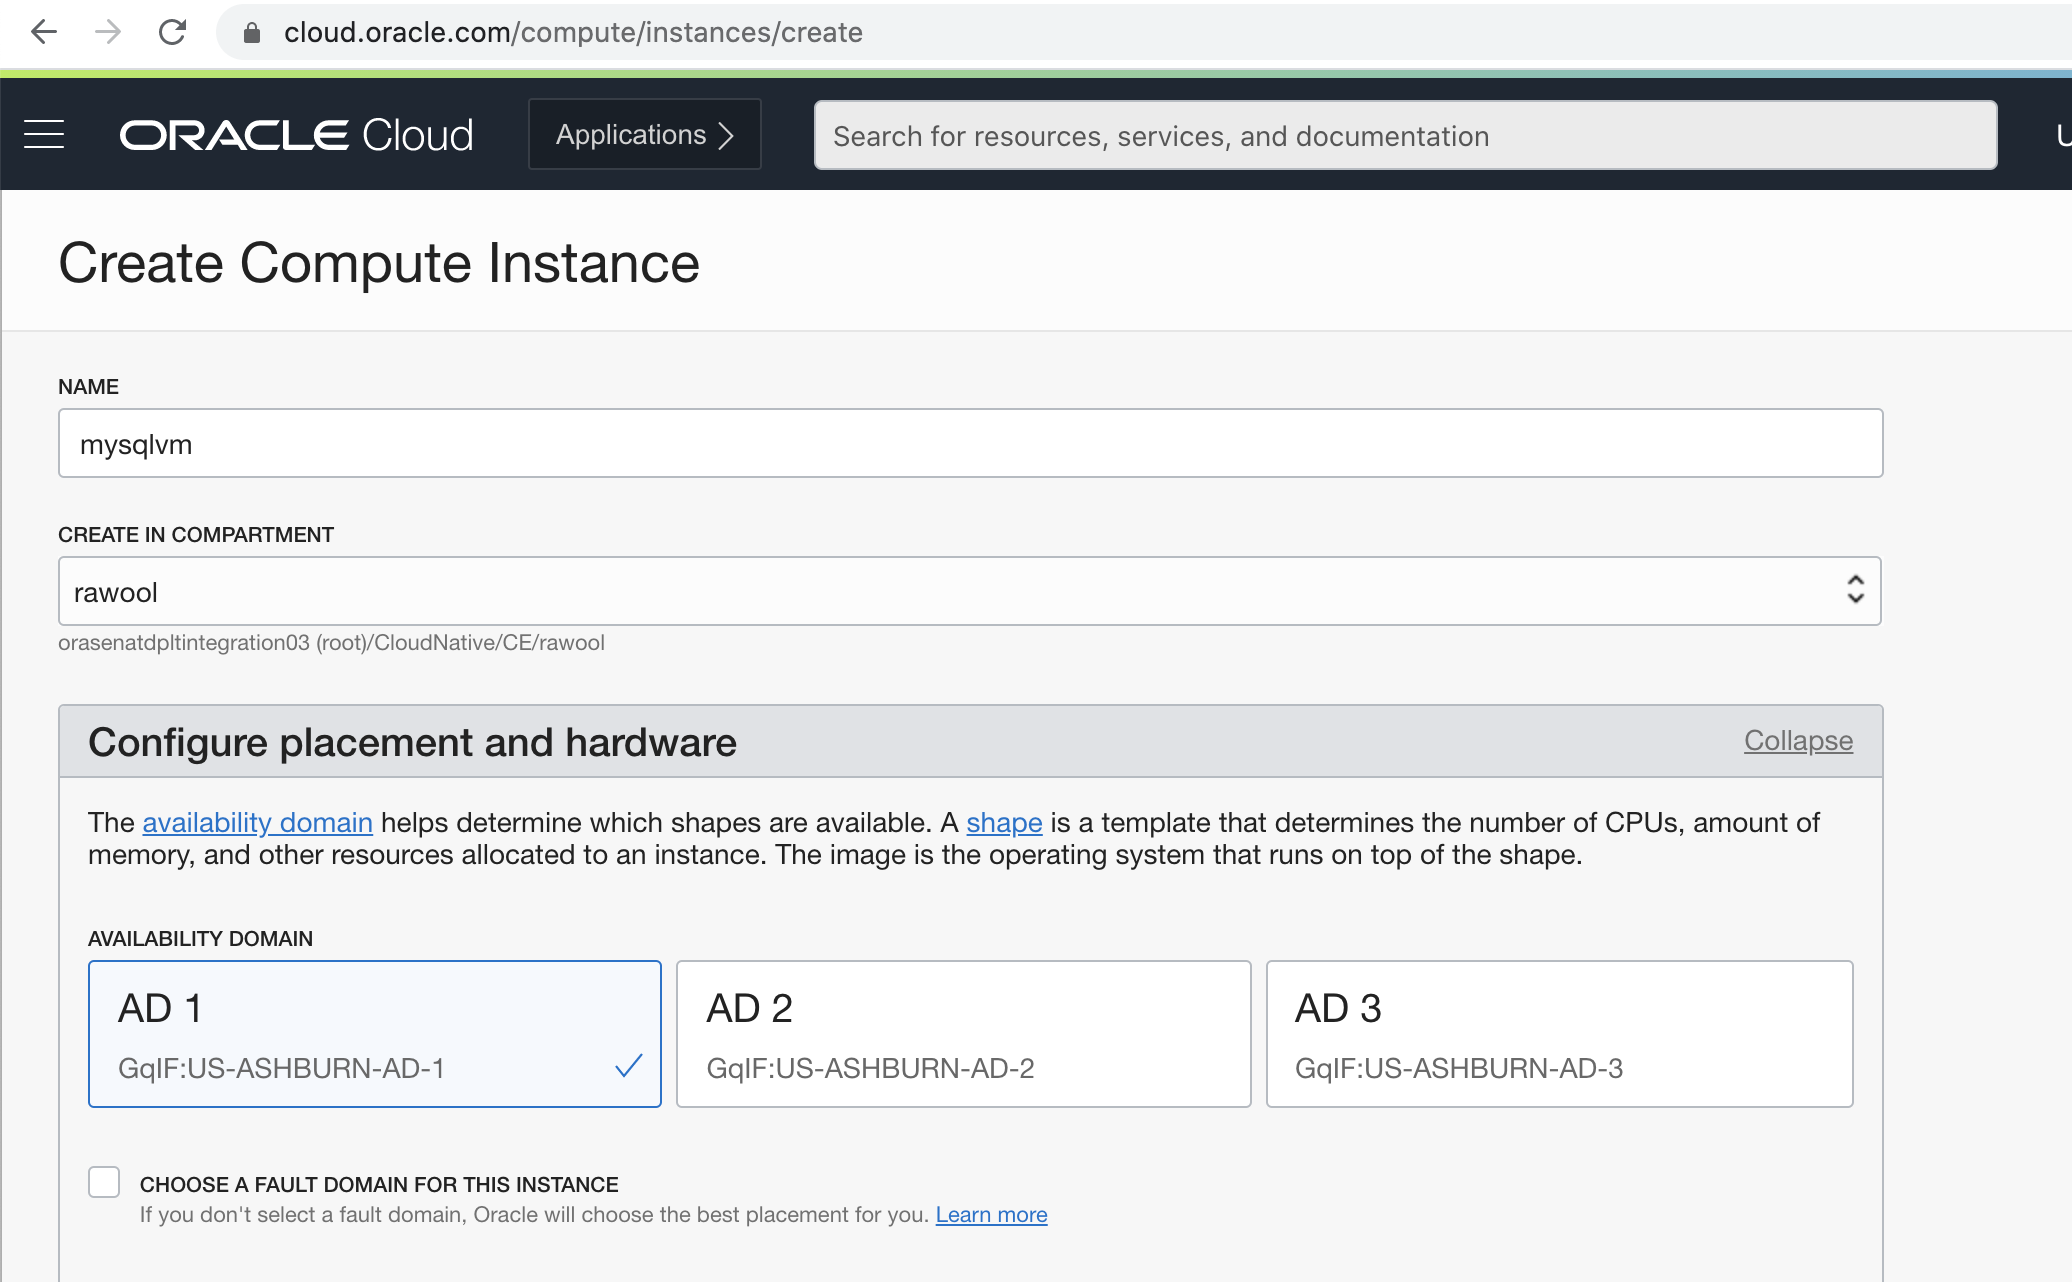 cloud.oracle.com/compute/instances/create
ORACLE Cloud
Applications
Search for resources, services, and documentation
U
Create Compute Instance
NAME
mysqlvm
CREATE IN COMPARTMENT
rawool
orasenatdpltintegration03 (root)/CloudNative/CE/rawool
Configure placement and hardware
Collapse
The availability domain helps determine which shapes are available. A shape is a template that determines the number of CPUs, amount of
memory, and other resources allocated to an instance. The image is the operating system that runs on top of the shape.
AVAILABILITY DOMAIN
AD 1
GqIF:US-ASHBURN-AD-1
AD 2
GqIF:US-ASHBURN-AD-2
AD 3
GqIF:US-ASHBURN-AD-3
CHOOSE A FAULT DOMAIN FOR THIS INSTANCE
If you don't select a fault domain, Oracle will choose the best placement for you. Learn more